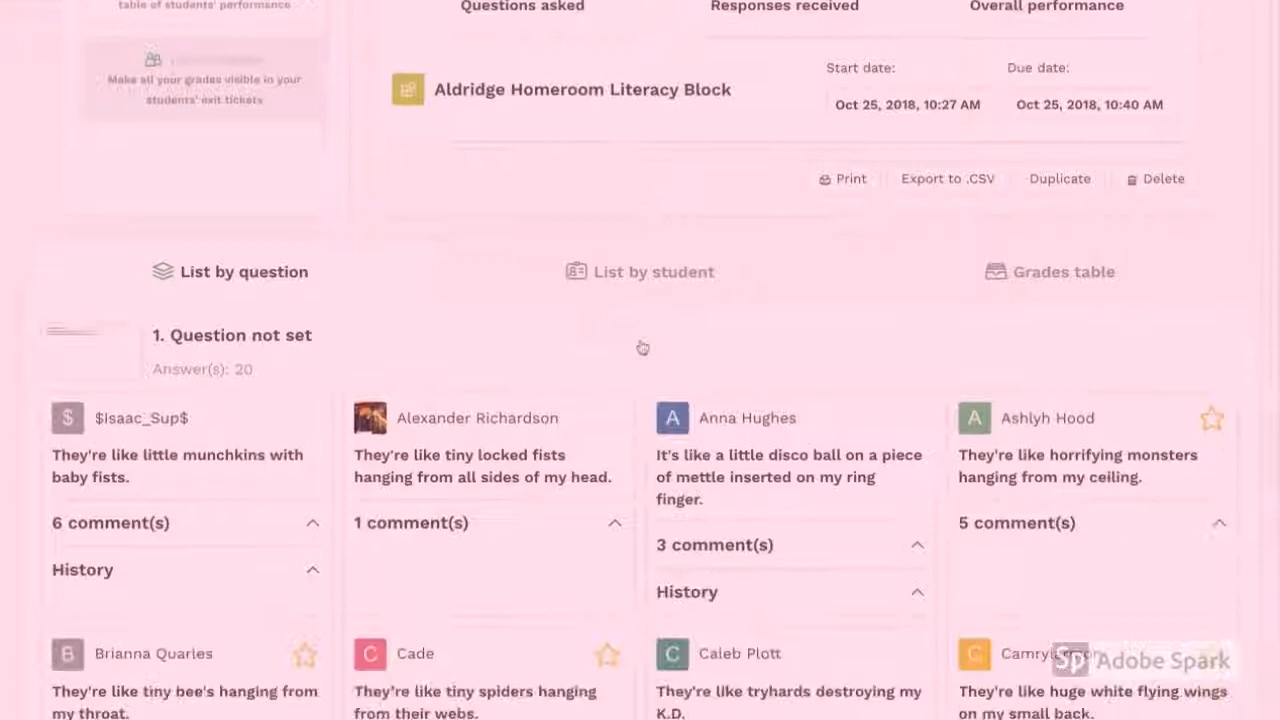 table of students' performance
Questions asked
Responses received
Overall performance
Make all your grades visible in your
students' exit tickets
Aldridge Homeroom Literacy Block
Start date:
Due date:
Oct 25, 2018, 10:27 AM
Oct 25, 2018, 10:40 AM
Print
Export to .CSV
Duplicate
Delete
List by question
List by student
Grades table
1. Question not set
Answer(s): 20
$
$Isaac_Sup$
They're like little munchkins with
baby fists.
6 comment(s)
History
Alexander Richardson
They're like tiny locked fists
hanging from all sides of my head.
1 comment(s)
A
Anna Hughes
It's like a little disco ball on a piece
of mettle inserted on my ring
finger.
3 comment(s)
History
A
Ashlyh Hood
They're like horrifying monsters
hanging from my ceiling.
5 comment(s)
B
Brianna Quarles
They're like tiny bee's hanging from
my throat.
C
Cade
They're like tiny spiders hanging
from their webs.
C
Caleb Plott
They're like tryhards destroying my
K.D.
C
They're like huge white flying wings
on my small back.
Sp Adobe Spark